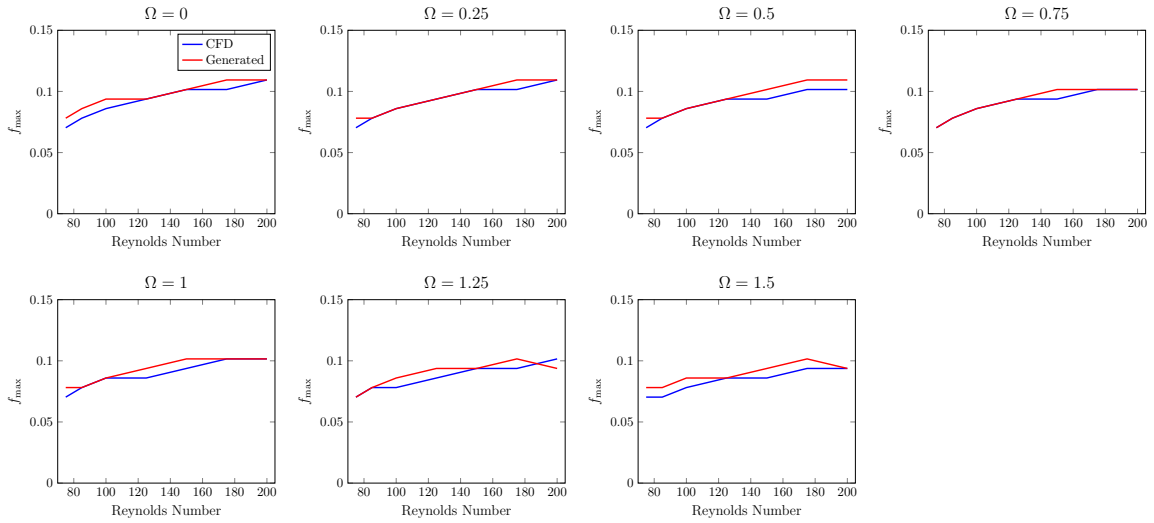 Ω = 0
0.15
0.1
0.05
0
f_max
80 100 120 140 160 180 200
Reynolds Number
CFD
Generated
Ω = 0.25
0.15
0.1
0.05
0
f_max
80 100 120 140 160 180 200
Reynolds Number
Ω = 0.5
0.15
0.1
0.05
0
f_max
80 100 120 140 160 180 200
Reynolds Number
Ω = 0.75
0.15
0.1
0.05
0
f_max
80 100 120 140 160 180 200
Reynolds Number
Ω = 1
0.15
0.1
0.05
0
f_max
80 100 120 140 160 180 200
Reynolds Number
Ω = 1.25
0.15
0.1
0.05
0
f_max
80 100 120 140 160 180 200
Reynolds Number
Ω = 1.5
0.15
0.1
0.05
0
f_max
80 100 120 140 160 180 200
Reynolds Number